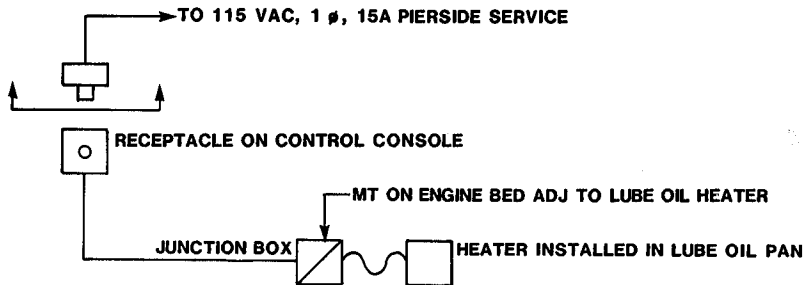 TO 115 VAC, 1 ø, 15A PIERSIDE SERVICE
RECEPTACLE ON CONTROL CONSOLE
MT ON ENGINE BED ADJ TO LUBE OIL HEATER
JUNCTION BOX
HEATER INSTALLED IN LUBE OIL PAN